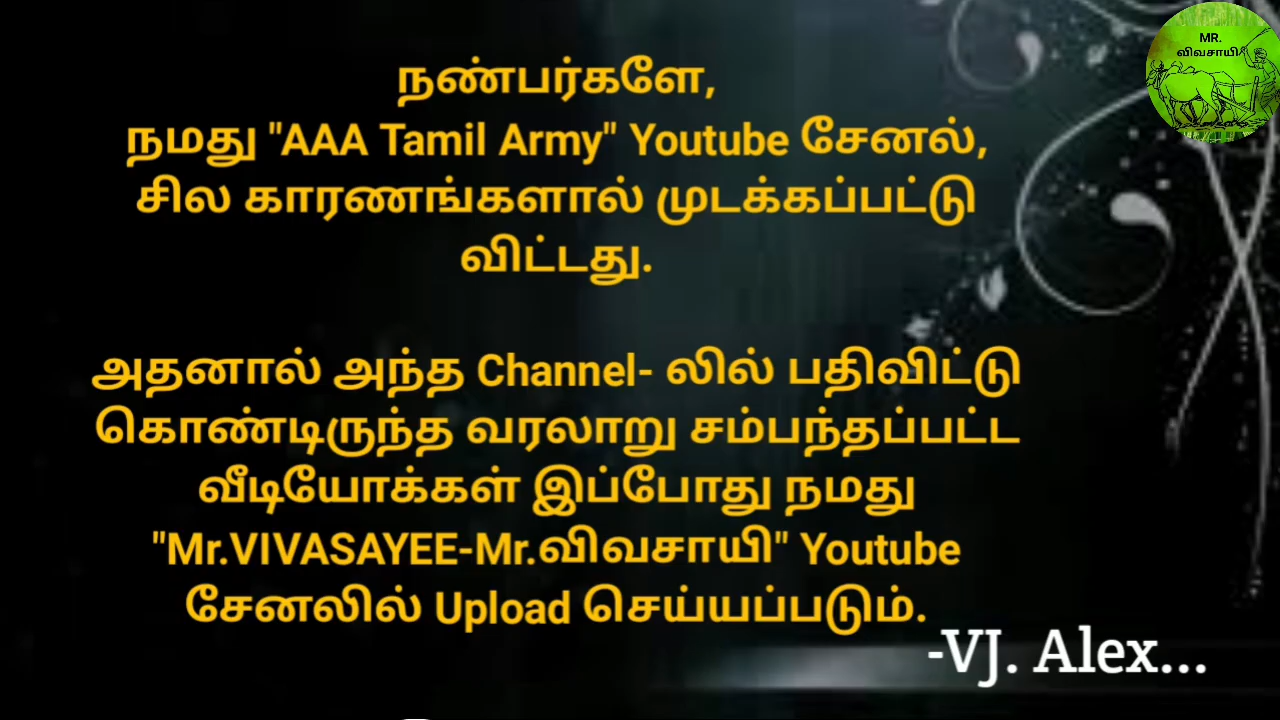 MR.
விவசாயி
நண்பர்களே,
நமது "AAA Tamil Army" Youtube சேனல்,
சில காரணங்களால் முடக்கப்பட்டு
விட்டது.
அதனால் அந்த Channel- லில் பதிவிட்டு
கொண்டிருந்த வரலாறு சம்பந்தப்பட்ட
வீடியோக்கள் இப்போது நமது
"Mr.VIVASAYEE-Mr.விவசாயி" Youtube
சேனலில் Upload செய்யப்படும்.
-VJ. Alex...